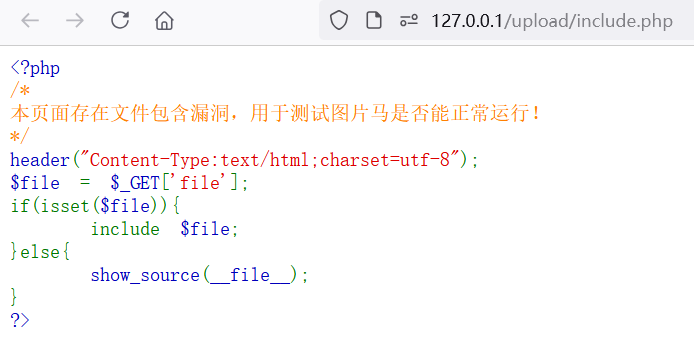 127.0.0.1/upload/include.php
<?php
/*
本页面存在文件包含漏洞，用于测试图片马是否能正常运行！
*/
header("Content-Type:text/html;charset=utf-8");
$file  =  $_GET['file'];
if(isset($file)){
        include  $file;
}else{
        show_source(__file__);
}
?>